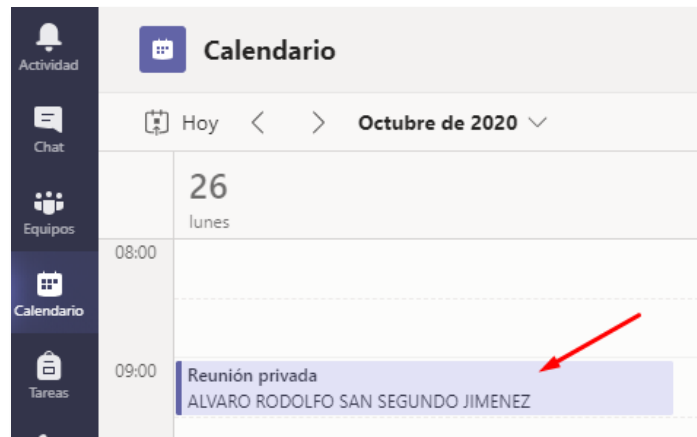 Actividad
Calendario
Chat
Hoy
Octubre de 2020
Equipos
26
lunes
Calendario
08:00
Tareas
09:00
Reunión privada
ALVARO RODOLFO SAN SEGUNDO JIMENEZ